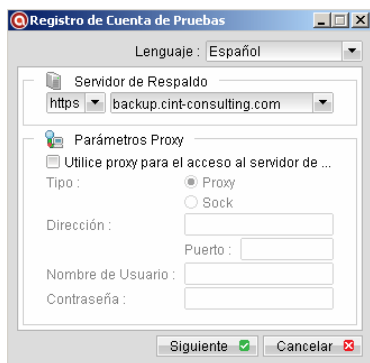 Registro de Cuenta de Pruebas
Lenguaje : Español
Servidor de Respaldo
https backup.cint-consulting.com
Parámetros Proxy
Utilice proxy para el acceso al servidor de ...
Tipo : Proxy
Sock
Dirección :
Puerto :
Nombre de Usuario :
Contraseña :
Siguiente Cancelar